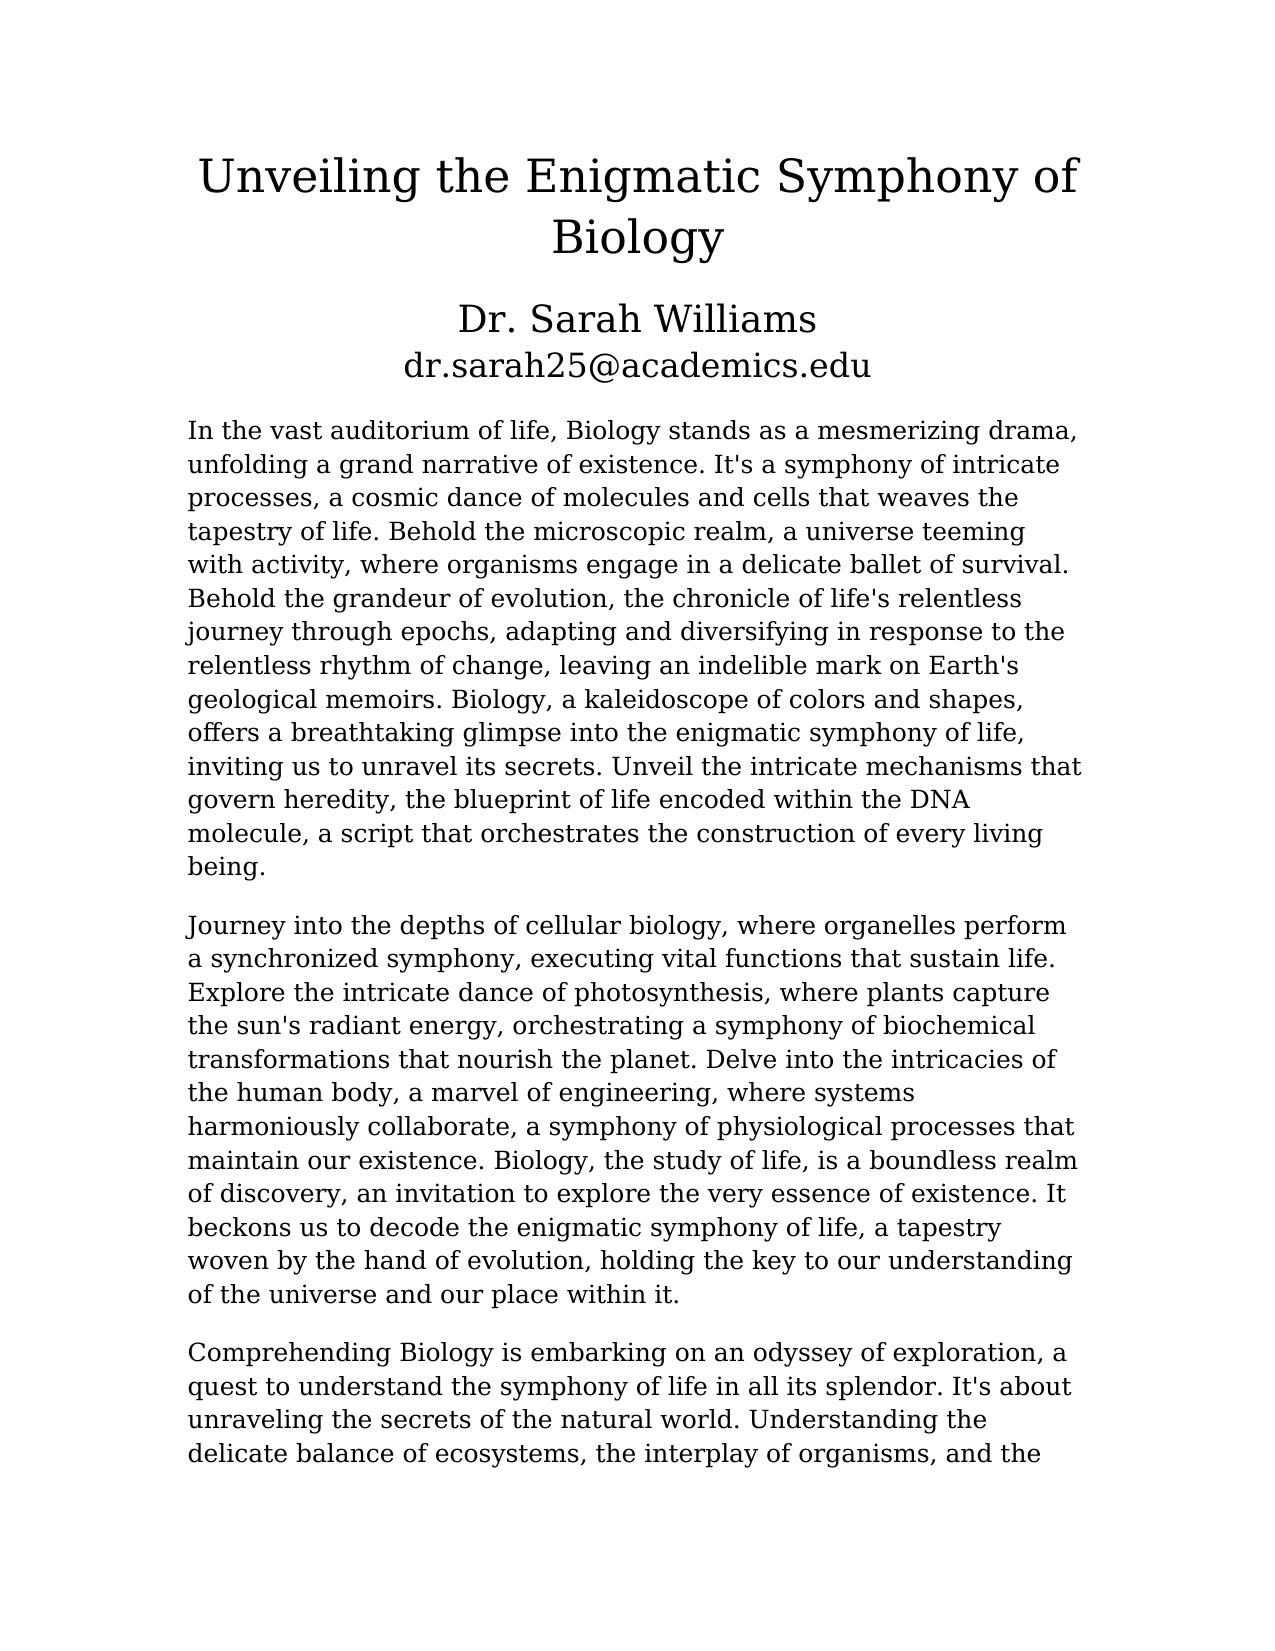 Unveiling the Enigmatic Symphony of
Biology
Dr. Sarah Williams
dr.sarah25@academics.edu
In the vast auditorium of life, Biology stands as a mesmerizing drama,
unfolding a grand narrative of existence. It's a symphony of intricate
processes, a cosmic dance of molecules and cells that weaves the
tapestry of life. Behold the microscopic realm, a universe teeming
with activity, where organisms engage in a delicate ballet of survival.
Behold the grandeur of evolution, the chronicle of life's relentless
journey through epochs, adapting and diversifying in response to the
relentless rhythm of change, leaving an indelible mark on Earth's
geological memoirs. Biology, a kaleidoscope of colors and shapes,
offers a breathtaking glimpse into the enigmatic symphony of life,
inviting us to unravel its secrets. Unveil the intricate mechanisms that
govern heredity, the blueprint of life encoded within the DNA
molecule, a script that orchestrates the construction of every living
being.
Journey into the depths of cellular biology, where organelles perform
a synchronized symphony, executing vital functions that sustain life.
Explore the intricate dance of photosynthesis, where plants capture
the sun's radiant energy, orchestrating a symphony of biochemical
transformations that nourish the planet. Delve into the intricacies of
the human body, a marvel of engineering, where systems
harmoniously collaborate, a symphony of physiological processes that
maintain our existence. Biology, the study of life, is a boundless realm
of discovery, an invitation to explore the very essence of existence. It
beckons us to decode the enigmatic symphony of life, a tapestry
woven by the hand of evolution, holding the key to our understanding
of the universe and our place within it.
Comprehending Biology is embarking on an odyssey of exploration, a
quest to understand the symphony of life in all its splendor. It's about
unraveling the secrets of the natural world. Understanding the
delicate balance of ecosystems, the interplay of organisms, and the